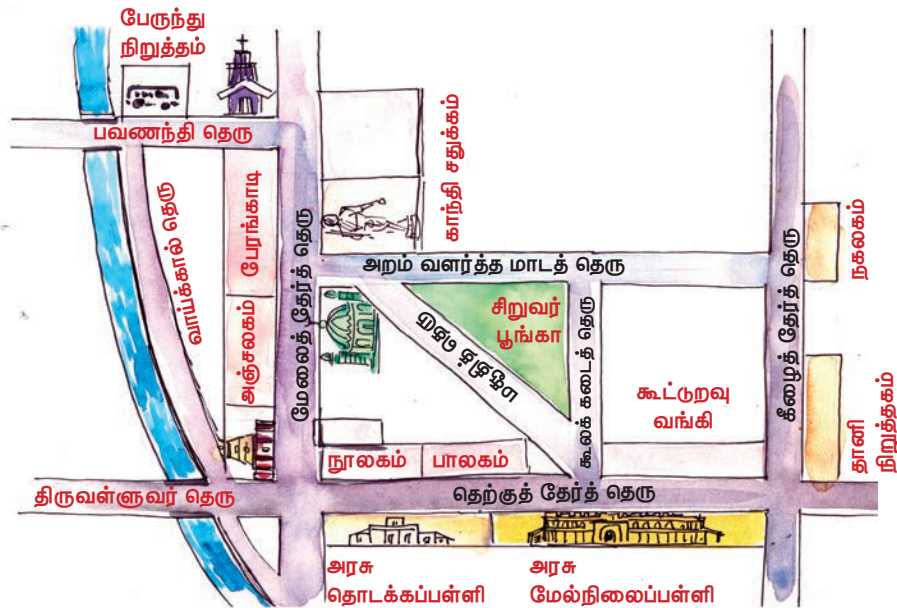 பேருந்து
நிறுத்தம்
பவணந்தி தெரு
வாய்க்கால் தெரு
பேரங்காடி
அஞ்சலகம்
மேலைத் தேர்த் தெரு
காந்தி சதுக்கம்
அறம் வளர்த்த மாடத் தெரு
சிறுவர்
பூங்கா
கூலக் கடைத் தெரு
கூட்டுறவு
வங்கி
கீழைத் தேர்த் தெரு
நகலகம்
தானி
நிறுத்தகம்
நூலகம்
பாலகம்
திருவள்ளுவர் தெரு
தெற்குத் தேர்த் தெரு
அரசு
தொடக்கப்பள்ளி
அரசு
மேல்நிலைப்பள்ளி